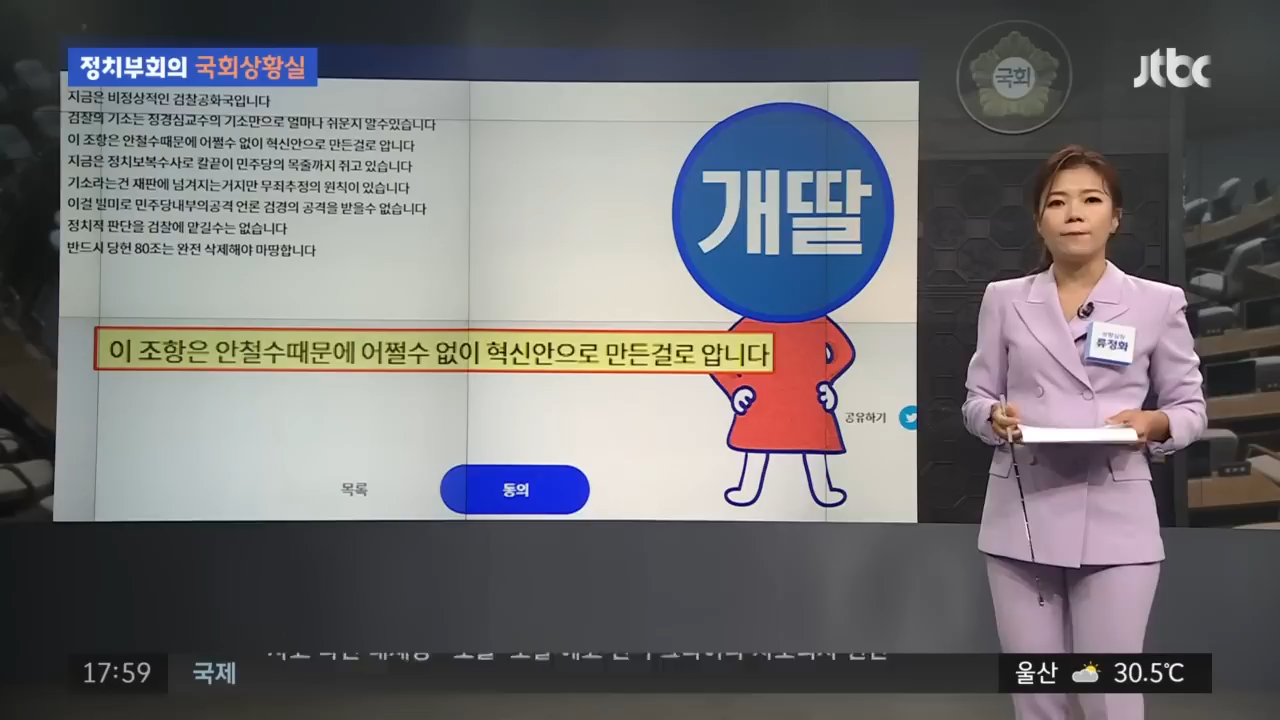 정치부회의 국회상황실
국회
jtbc
지금은 비정상적인 검찰공화국입니다
검찰의 기소는 정경심교수의 기소만으로 얼마나 쉬운지 알수있습니다
이 조항은 안철수때문에 어쩔수 없이 혁신안으로 만든걸로 압니다
지금은 정치보복수사로 칼끝이 민주당의 목줄까지 쥐고 있습니다
기소라는건 재판에 넘겨지는거지만 무죄추정의 원칙이 있습니다
이걸 빌미로 민주당내부의공격 언론 검경의 공격을 받을수 없습니다
정치적 판단을 검찰에 맡길수는 없습니다
반드시 당헌 80조는 완전 삭제해야 마땅합니다
개딸
이 조항은 안철수때문에 어쩔수 없이 혁신안으로 만든걸로 압니다
류정화
공유하기
목록
동의
17:59 국제
울산 30.5℃